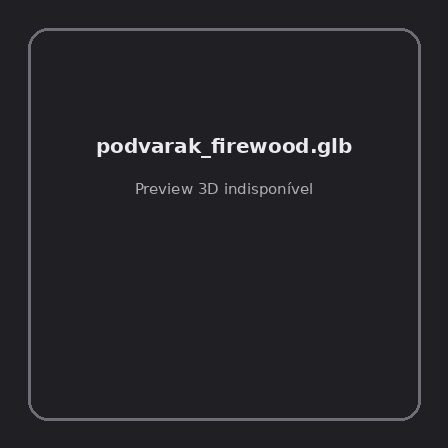 podvarak_firewood.glb
Preview 3D indisponível